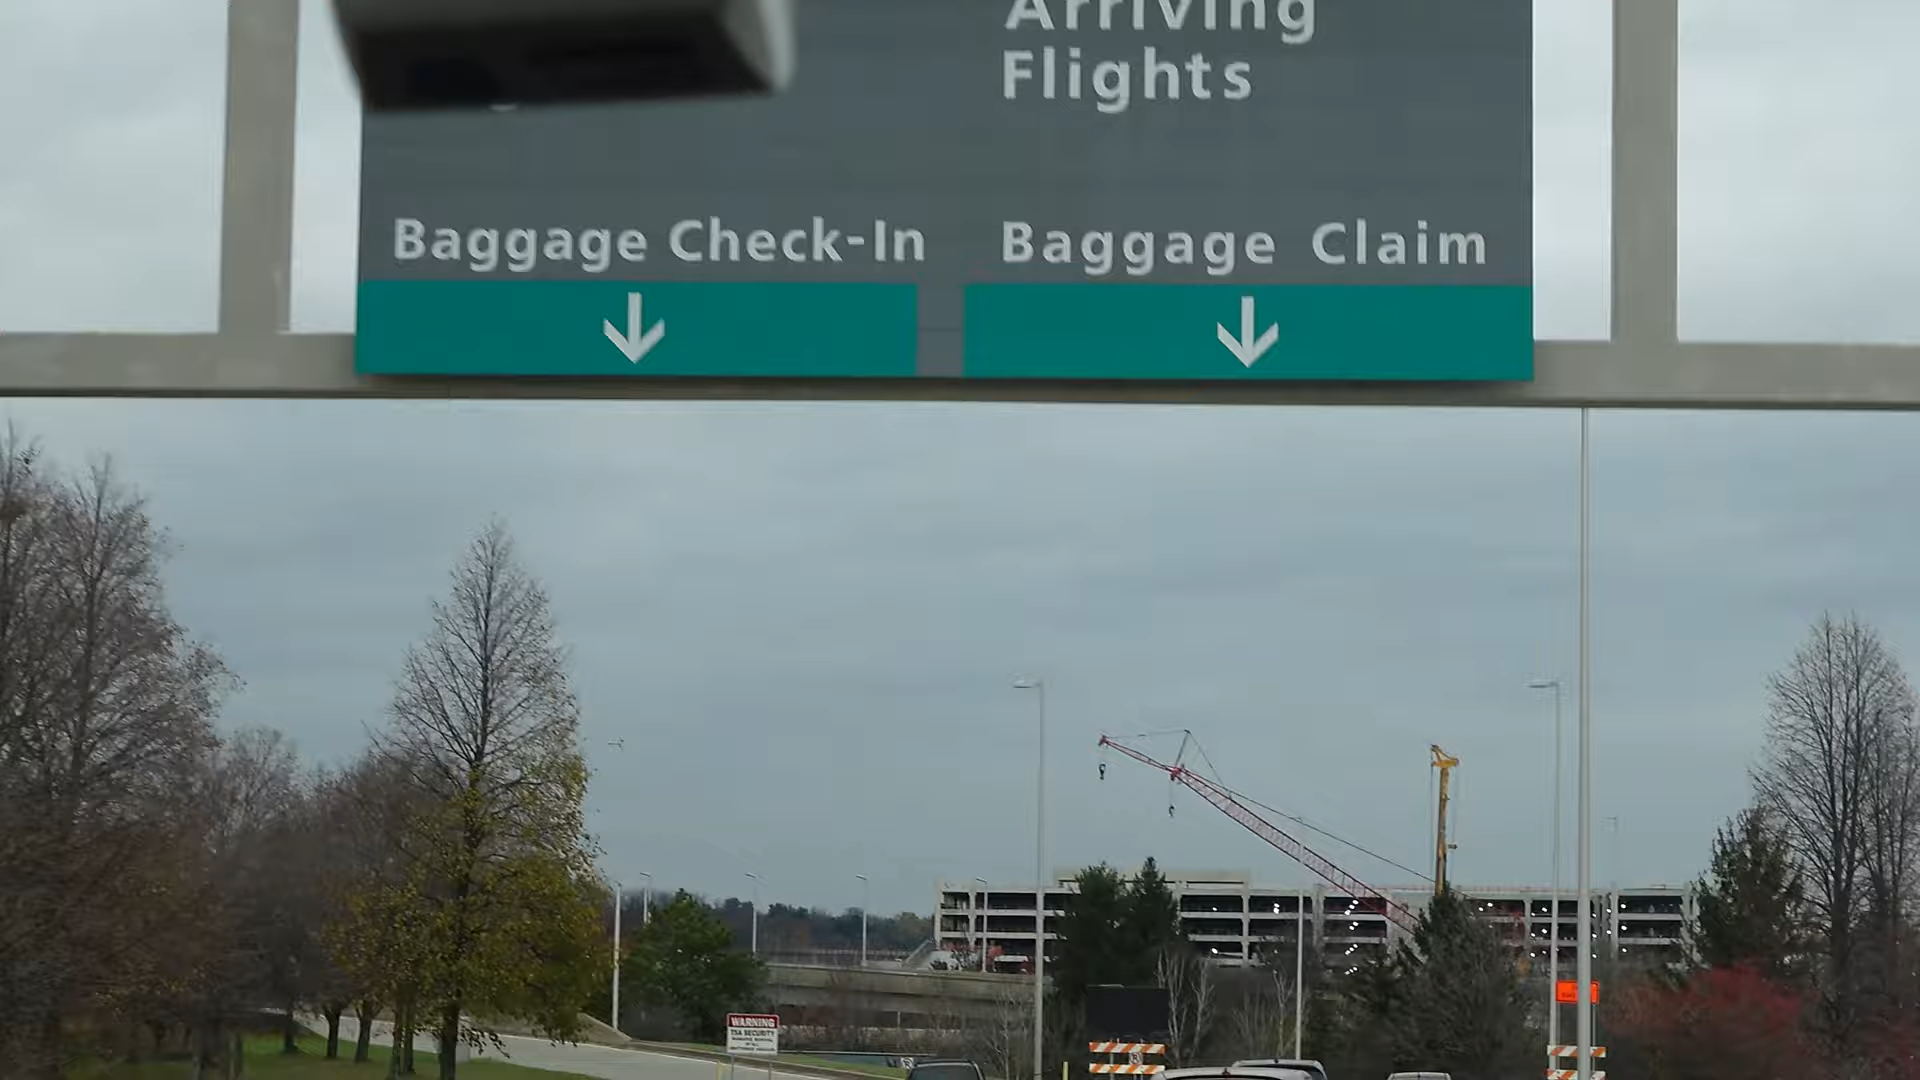 Arriving
Flights
Baggage Check-In
Baggage Claim
WARNING
TSA SECURITY